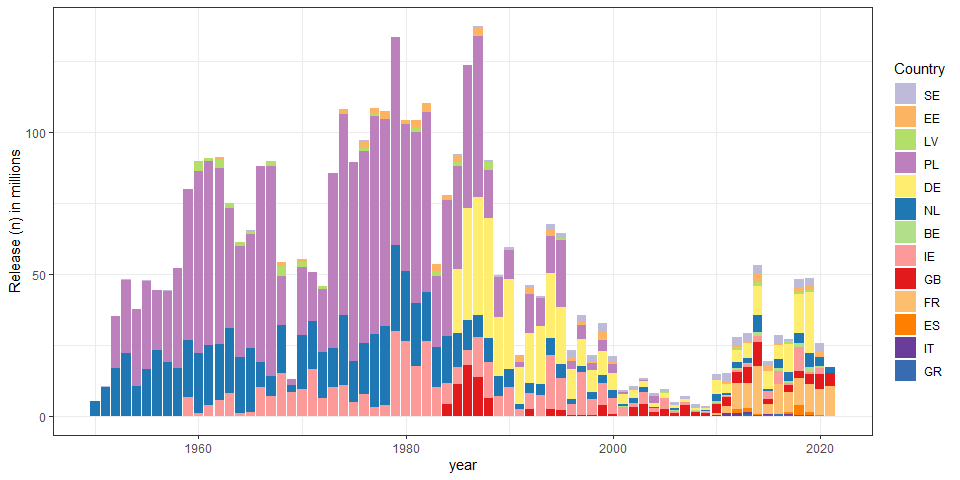 Release (n) in millions
100
50
0
1960
1980
2000
2020
year
Country
SE
EE
LV
PL
DE
NL
BE
IE
GB
FR
ES
IT
GR